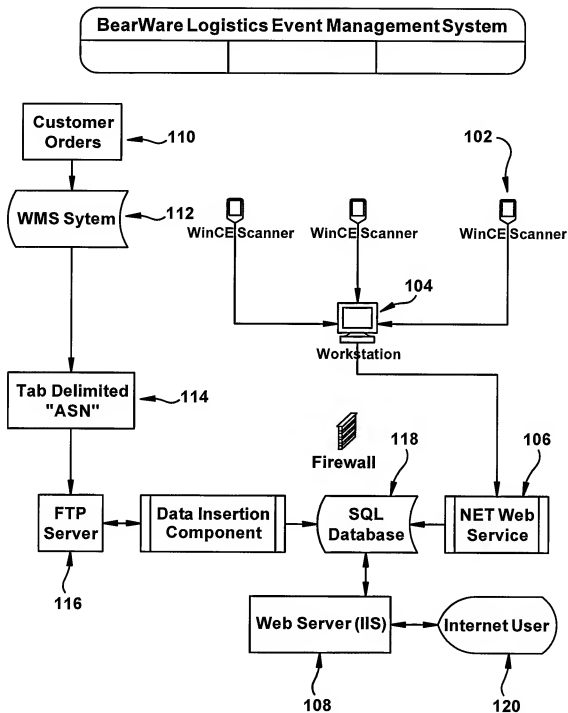 BearWare Logistics Event Management System
Customer
Orders
110
102
WMS Sytem
112
WinCE Scanner
WinCE Scanner
WinCE Scanner
104
Workstation
Tab Delimited
"ASN"
114
Firewall
118
106
FTP
Server
Data Insertion
Component
SQL
Database
NET Web
Service
116
Web Server (IIS)
Internet User
108
120